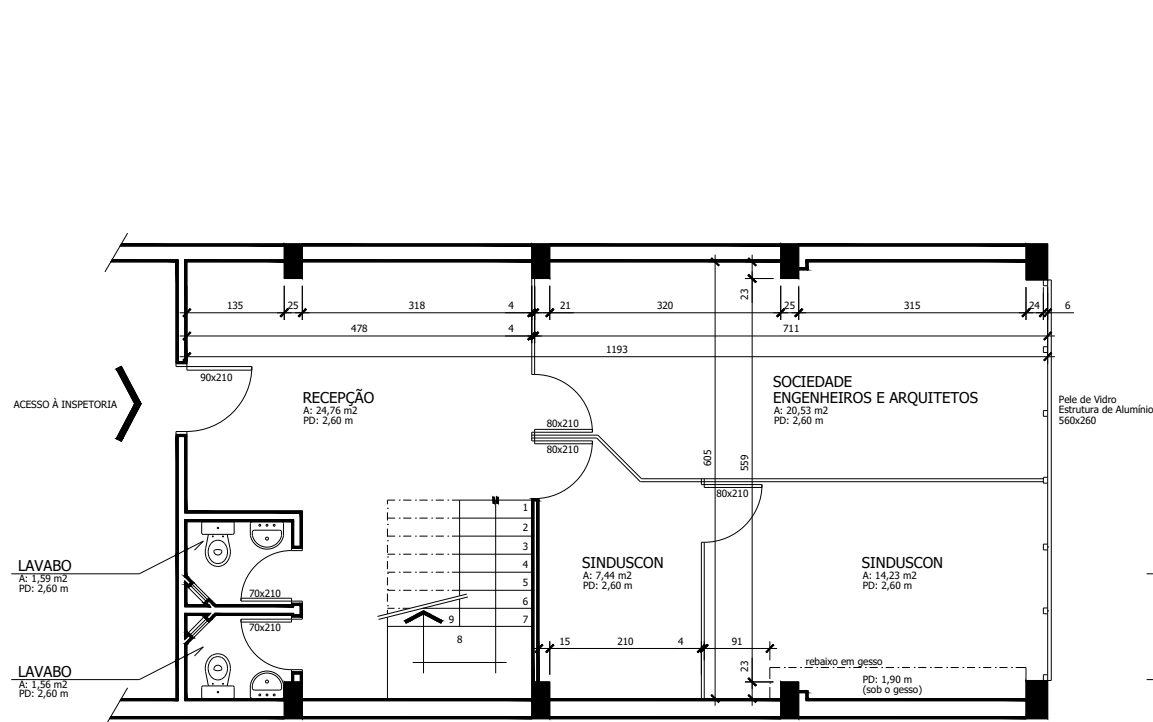 135
25
318
4
21
320
25
315
24
6
478
4
711
1193
23
90x210
ACESSO À INSPETORIA
RECEPÇÃO
A: 24,76 m2
PD: 2,60 m
SOCIEDADE
ENGENHEIROS E ARQUITETOS
A: 20,53 m2
PD: 2,60 m
Pele de Vidro
Estrutura de Alumínio
560x260
80x210
80x210
605
559
80x210
1
2
3
4
5
6
7
8
9
SINDUSCON
A: 7,44 m2
PD: 2,60 m
SINDUSCON
A: 14,23 m2
PD: 2,60 m
LAVABO
A: 1,59 m2
PD: 2,60 m
70x210
70x210
15
210
4
91
23
rebaixo em gesso
PD: 1,90 m
(sob o gesso)
LAVABO
A: 1,56 m2
PD: 2,60 m